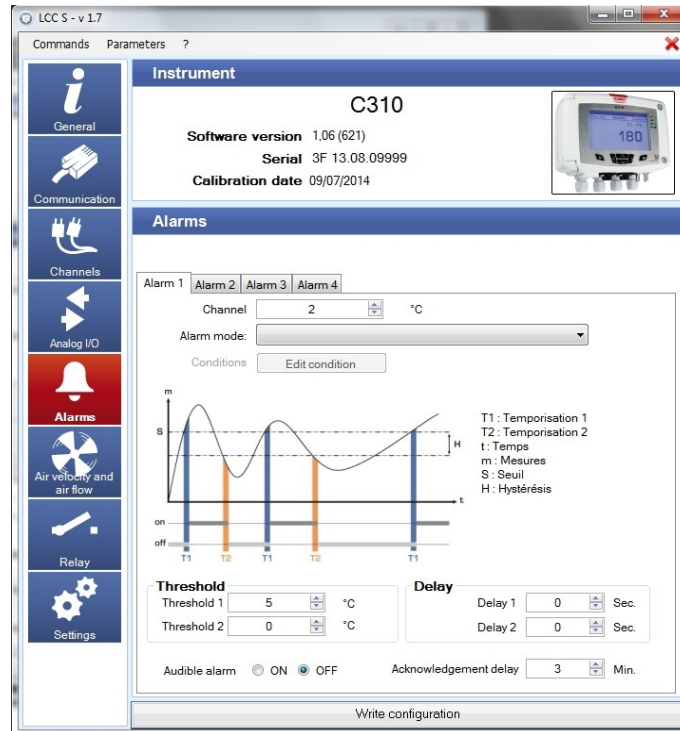 LCC S - v 1.7
Commands Parameters ?
General
Communication
Channels
Analog I/O
Alarms
Air velocity and
air flow
Relay
Settings
Instrument
C310
Software version 1,06 (621)
Serial 3F 13.08.09999
Calibration date 09/07/2014
180
Alarms
Alarm 1 Alarm 2 Alarm 3 Alarm 4
Channel 2 °C
Alarm mode:
Conditions Edit condition
m
S
H
t
on
off
T1 T2 T1 T2 T1
T1 : Temporisation 1
T2 : Temporisation 2
t : Temps
m : Mesures
S : Seuil
H : Hystérésis
Threshold
Threshold 1 5 °C
Threshold 2 0 °C
Delay
Delay 1 0 Sec.
Delay 2 0 Sec.
Audible alarm ON OFF Acknowledgement delay 3 Min.
Write configuration